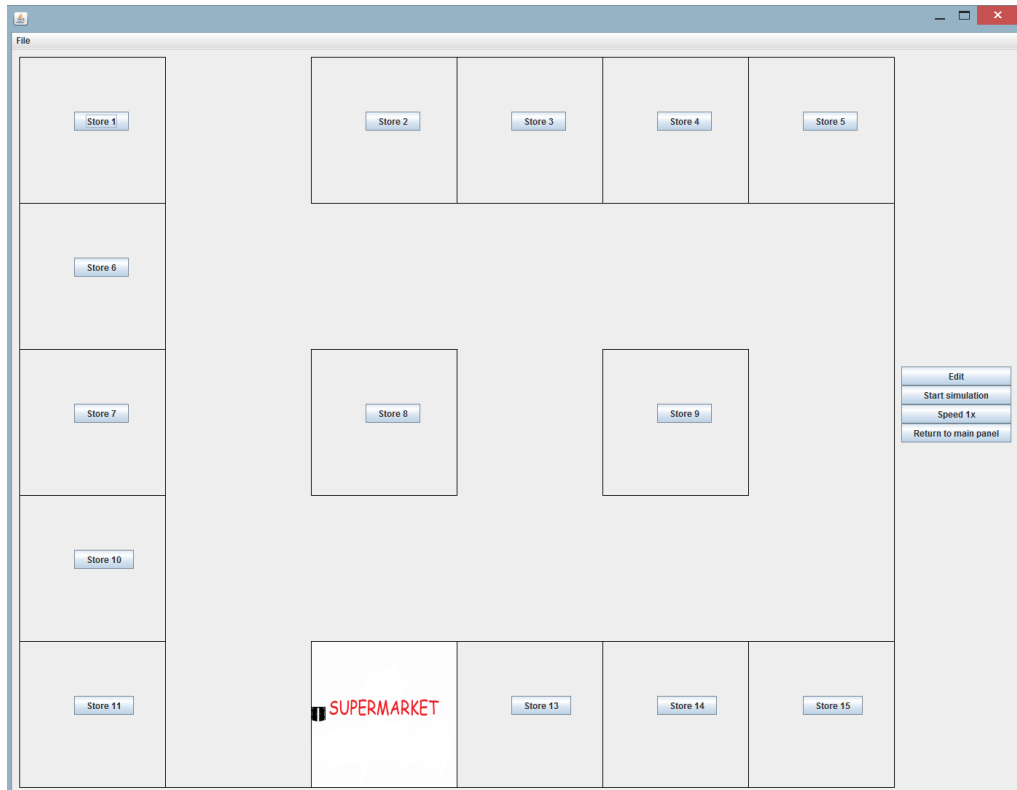 File
Store 1
Store 2
Store 3
Store 4
Store 5
Store 6
Store 7
Store 8
Store 9
Edit
Start simulation
Speed 1x
Return to main panel
Store 10
Store 11
SUPERMARKET
Store 13
Store 14
Store 15